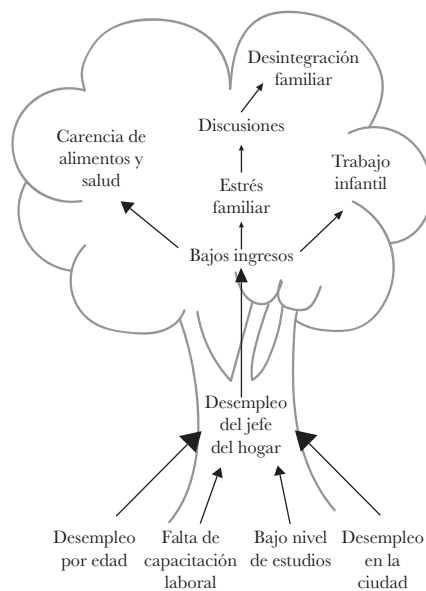 Desintegración
familiar
Discusiones
Carencia de
alimentos y
salud
Estrés
familiar
Trabajo
infantil
Bajos ingresos
Desempleo
del jefe
del hogar
Desempleo
por edad
Falta de
capacitación
laboral
Bajo nivel
de estudios
Desempleo
en la
ciudad